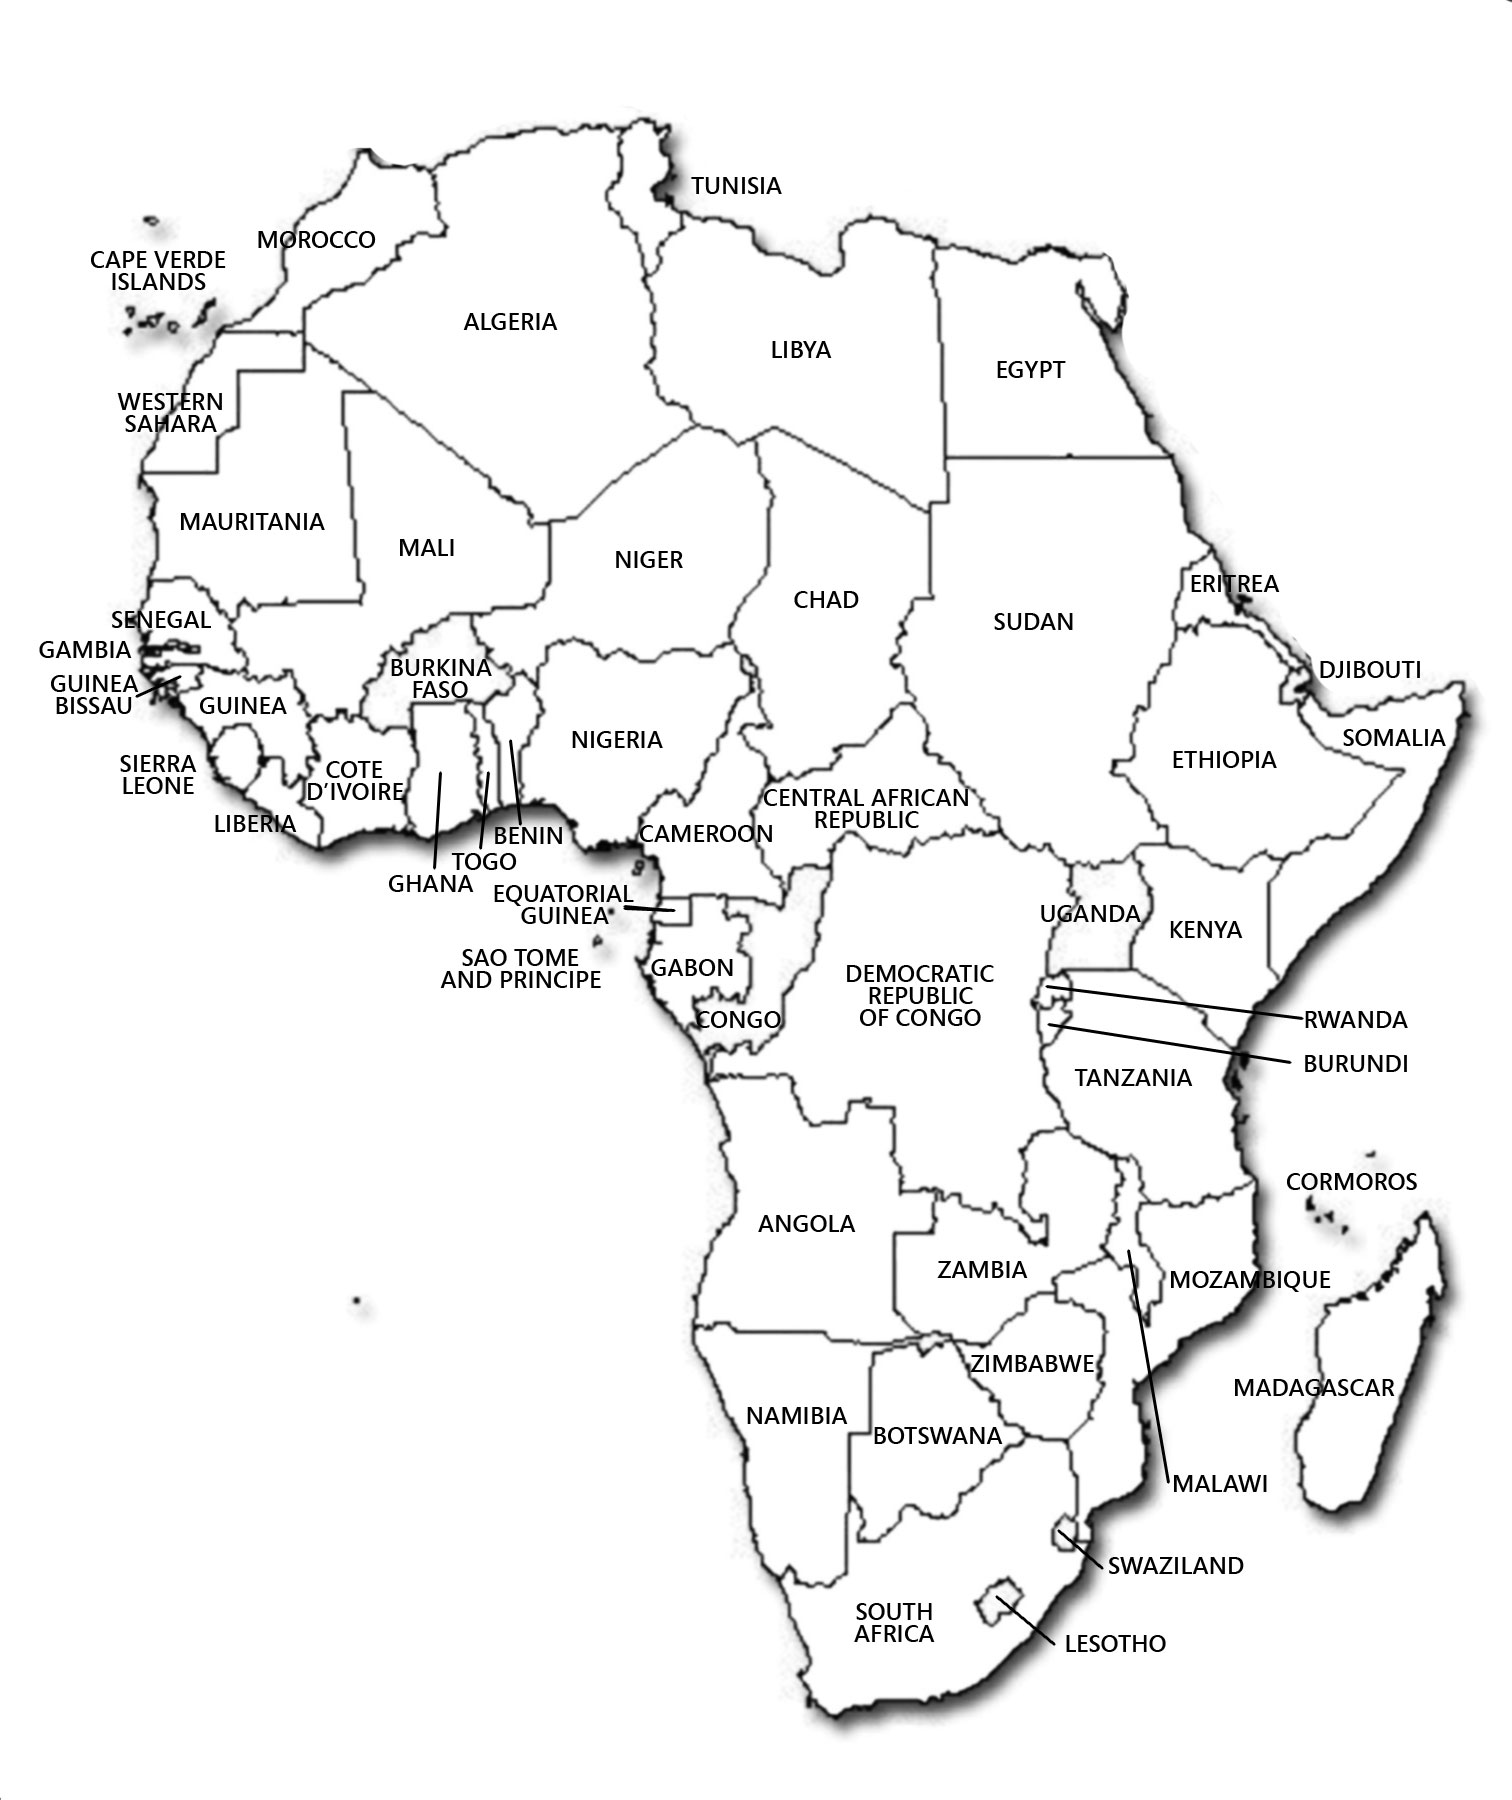 TUNISIA
MOROCCO
CAPE VERDE
ISLANDS
ALGERIA
LIBYA
EGYPT
WESTERN
SAHARA
MAURITANIA
MALI
NIGER
CHAD
SUDAN
ERITREA
SENEGAL
GAMBIA
GUINEA
BISSAU
GUINEA
BURKINA
FASO
DJIBOUTI
SOMALIA
NIGERIA
ETHIOPIA
SIERRA
LEONE
COTE
D'IVOIRE
LIBERIA
CENTRAL AFRICAN
REPUBLIC
BENIN
CAMEROON
TOGO
GHANA
EQUATORIAL
GUINEA
UGANDA
KENYA
SAO TOME
AND PRINCIPE
GABON
DEMOCRATIC
REPUBLIC
OF CONGO
CONGO
RWANDA
BURUNDI
TANZANIA
CORMOROS
ANGOLA
ZAMBIA
MOZAMBIQUE
ZIMBABWE
MADAGASCAR
NAMIBIA
BOTSWANA
MALAWI
SWAZILAND
SOUTH
AFRICA
LESOTHO